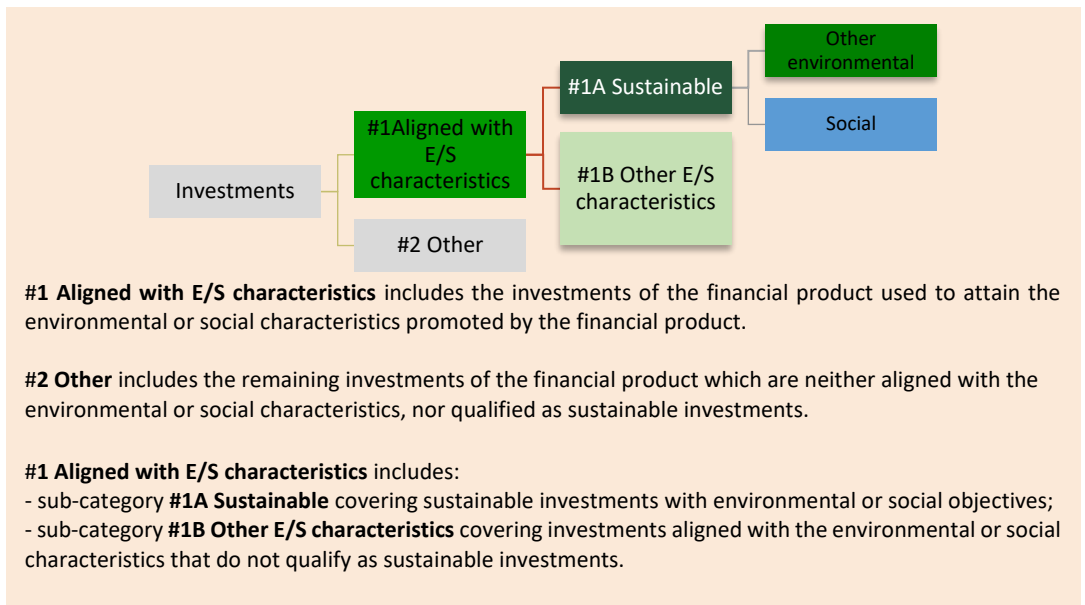 Other
environmental
#1A Sustainable
#1Aligned with
E/S
characteristics
Social
#1B Other E/S
characteristics
Investments
#2 Other
#1 Aligned with E/S characteristics includes the investments of the financial product used to attain the
environmental or social characteristics promoted by the financial product.
#2 Other includes the remaining investments of the financial product which are neither aligned with the
environmental or social characteristics, nor qualified as sustainable investments.
#1 Aligned with E/S characteristics includes:
- sub-category #1A Sustainable covering sustainable investments with environmental or social objectives;
- sub-category #1B Other E/S characteristics covering investments aligned with the environmental or social
characteristics that do not qualify as sustainable investments.